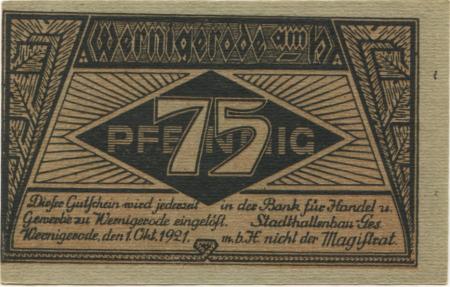 Wernigerode a.H.
75
PFENNIG
Dieser Gutschein wird jederzeit in der Bank für Handel u.
Gewerbe zu Wernigerode eingelöst. Stadthallenbau Ges.
Wernigerode, den 1. Okt. 1921. m.b.H. nicht der Magistrat.